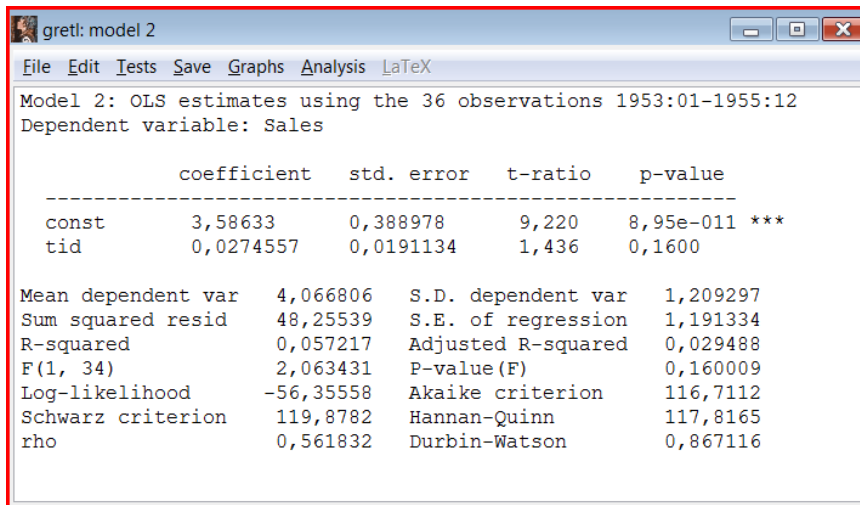 gretl: model 2
File Edit Tests Save Graphs Analysis LaTeX
Model 2: OLS estimates using the 36 observations 1953:01-1955:12
Dependent variable: Sales
coefficient std. error t-ratio p-value
---------------------------------------------------------
const 3,58633 0,388978 9,220 8,95e-011 ***
tid 0,0274557 0,0191134 1,436 0,1600
Mean dependent var 4,066806 S.D. dependent var 1,209297
Sum squared resid 48,25539 S.E. of regression 1,191334
R-squared 0,057217 Adjusted R-squared 0,029488
F(1, 34) 2,063431 P-value(F) 0,160009
Log-likelihood -56,35558 Akaike criterion 116,7112
Schwarz criterion 119,8782 Hannan-Quinn 117,8165
rho 0,561832 Durbin-Watson 0,867116